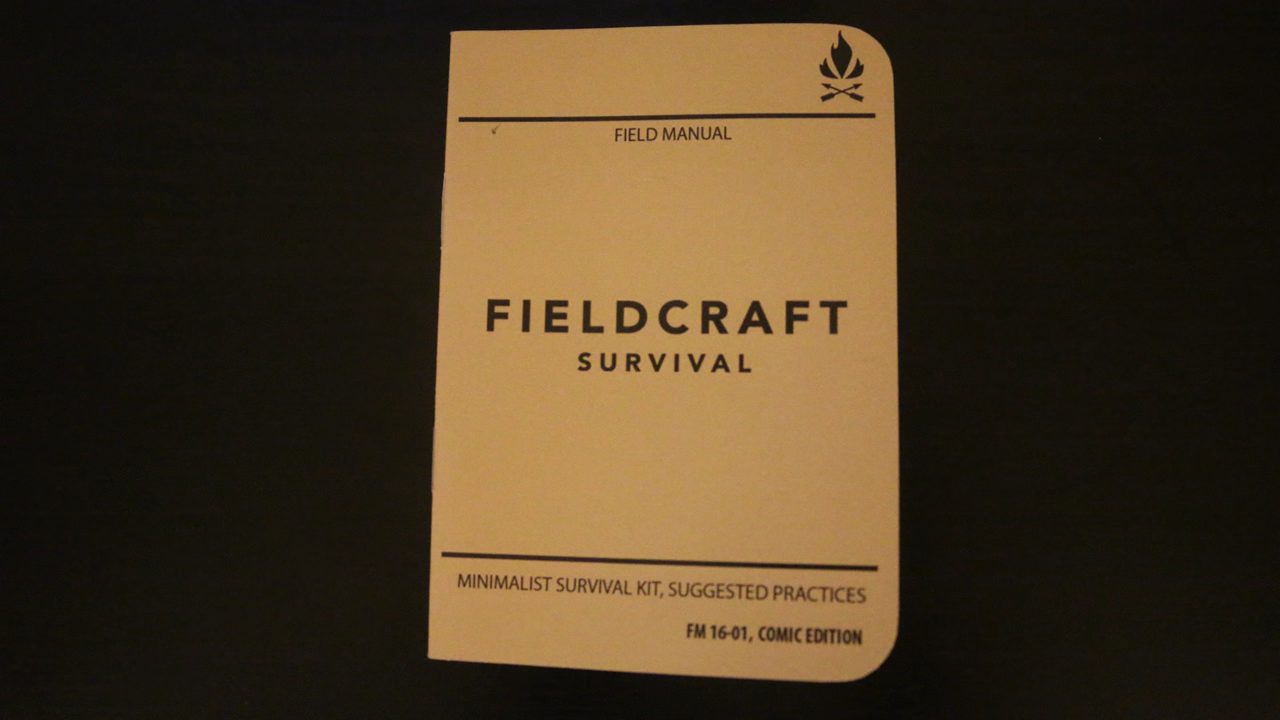 FIELD MANUAL
FIELDCRAFT
SURVIVAL
MINIMALIST SURVIVAL KIT, SUGGESTED PRACTICES
FM 16-01, COMIC EDITION